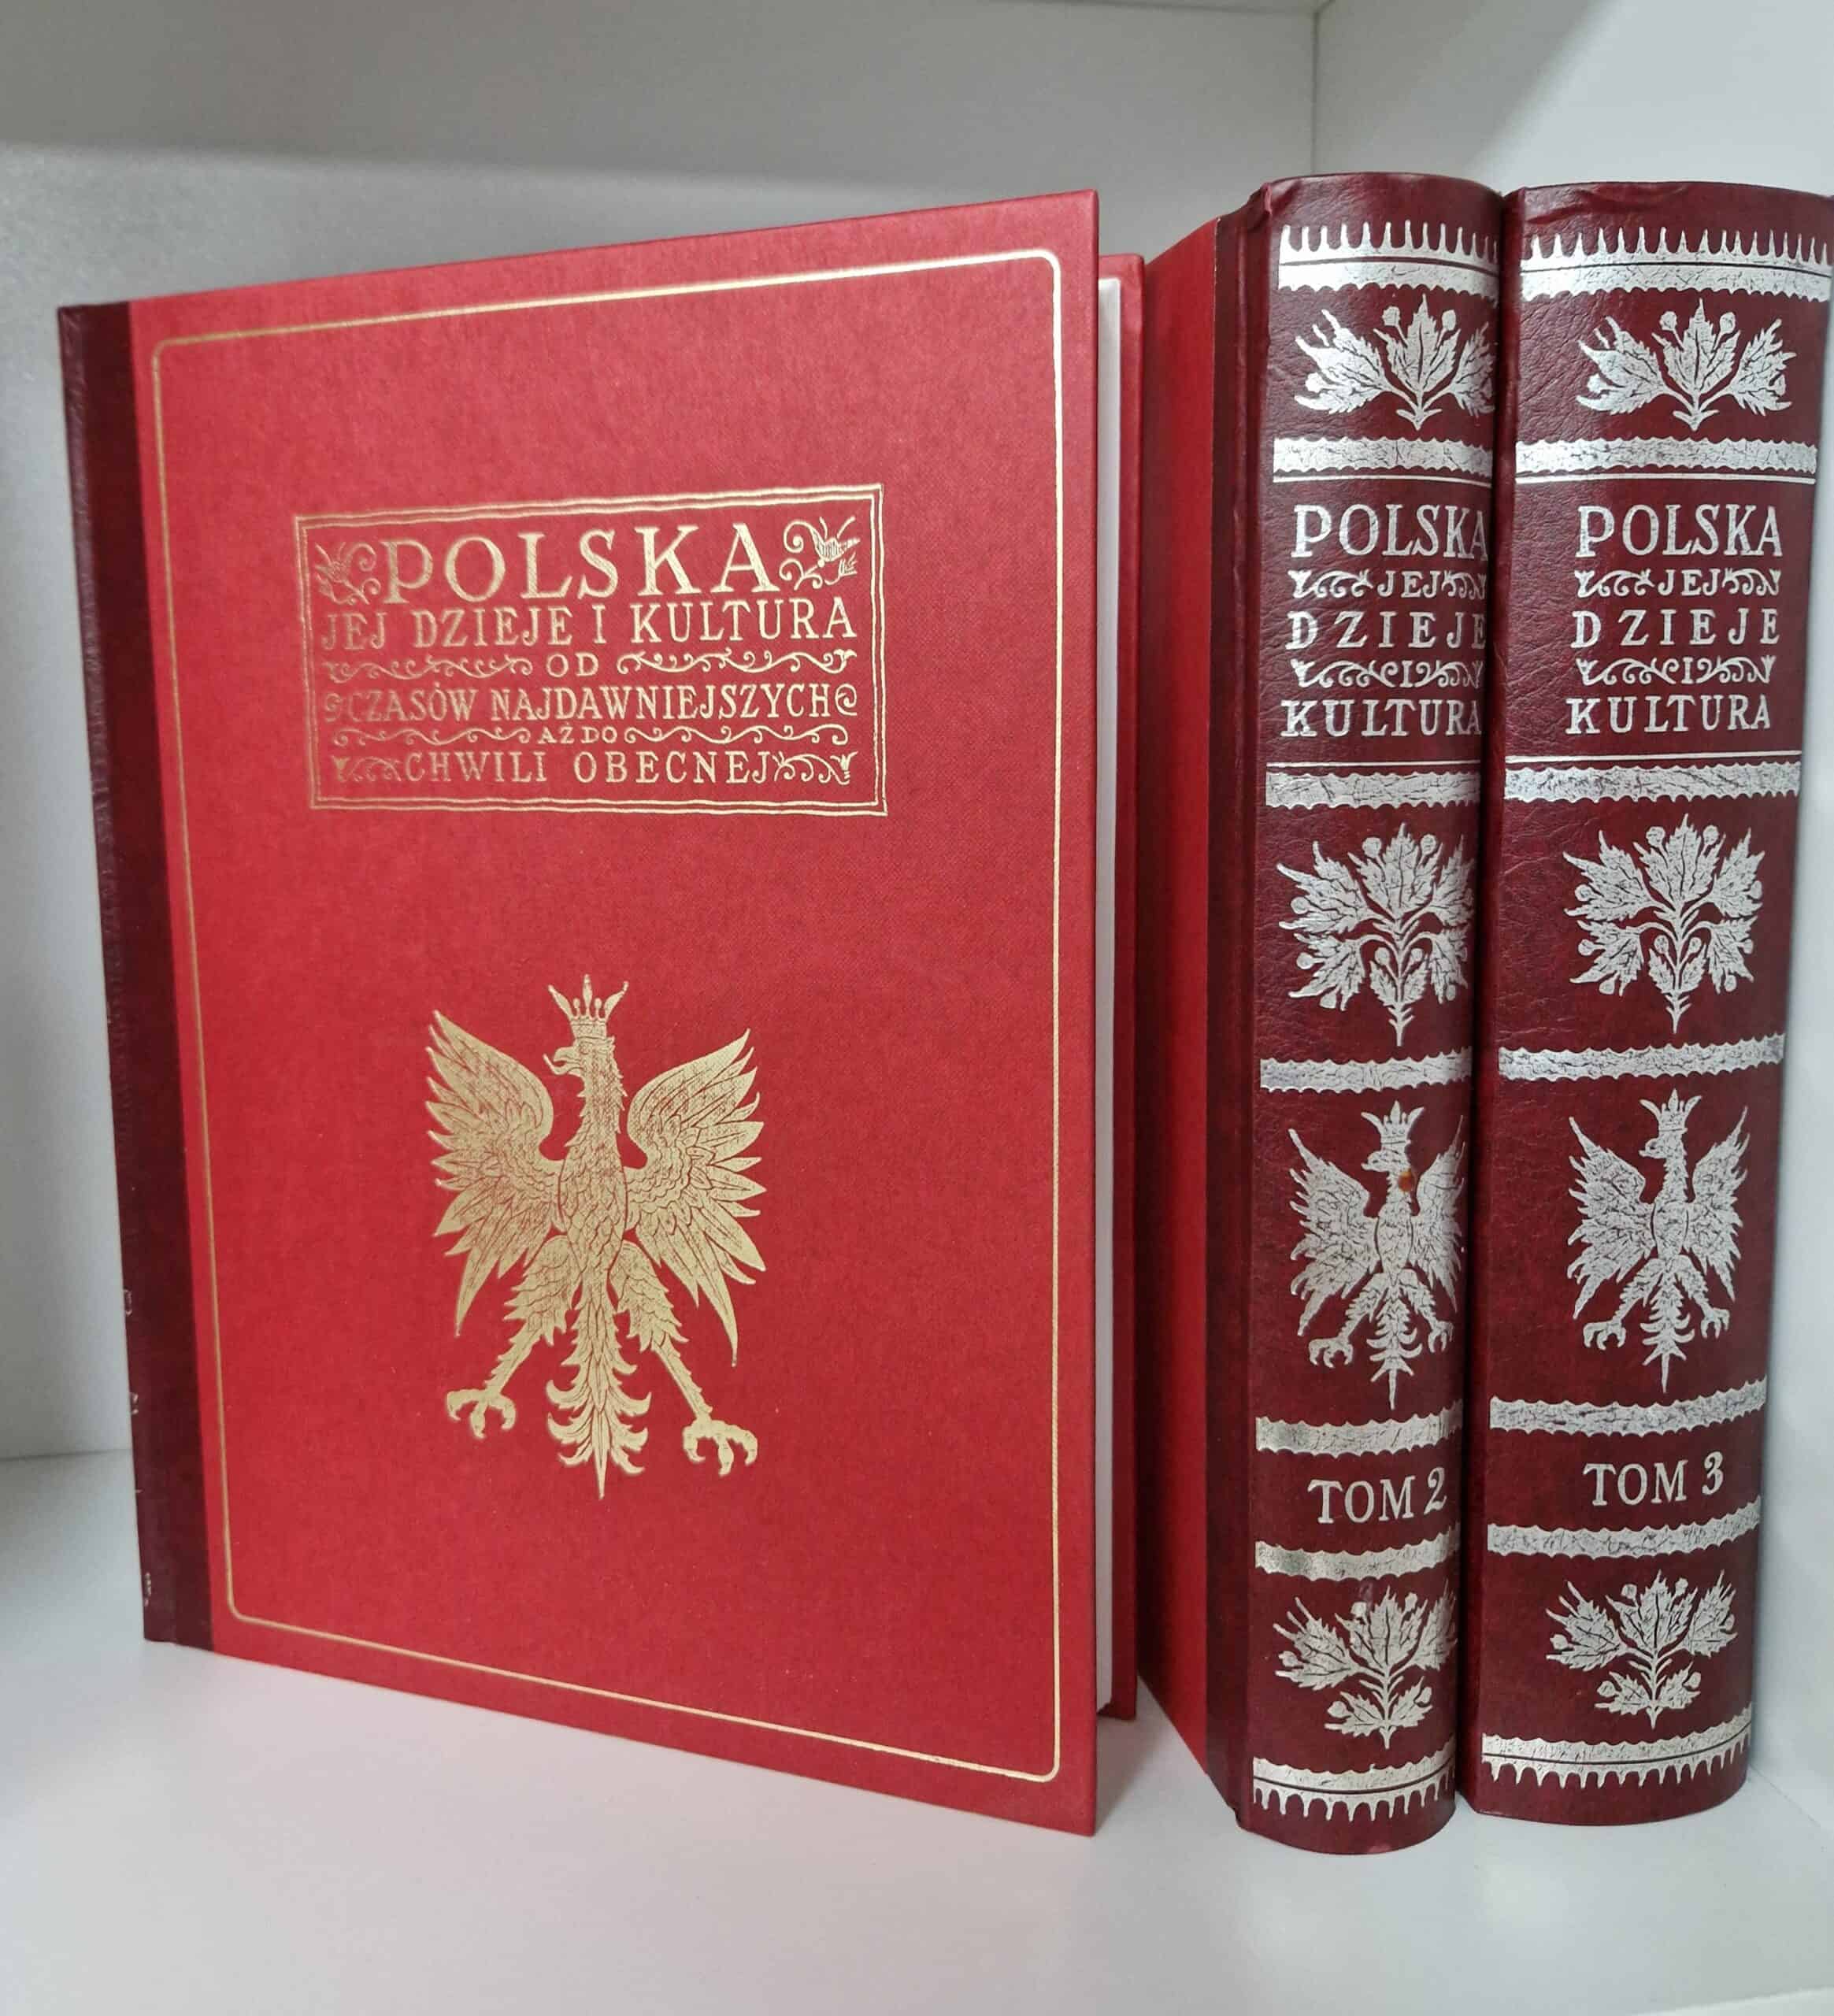 POLSKA
JEJ DZIEJE I KULTURA
OD
CZASÓW NAJDAWNIEJSZYCH
AŻ DO
CHWILI OBECNEJ
POLSKA
JEJ
DZIEJE
I
KULTURA
TOM 2
POLSKA
JEJ
DZIEJE
I
KULTURA
TOM 3